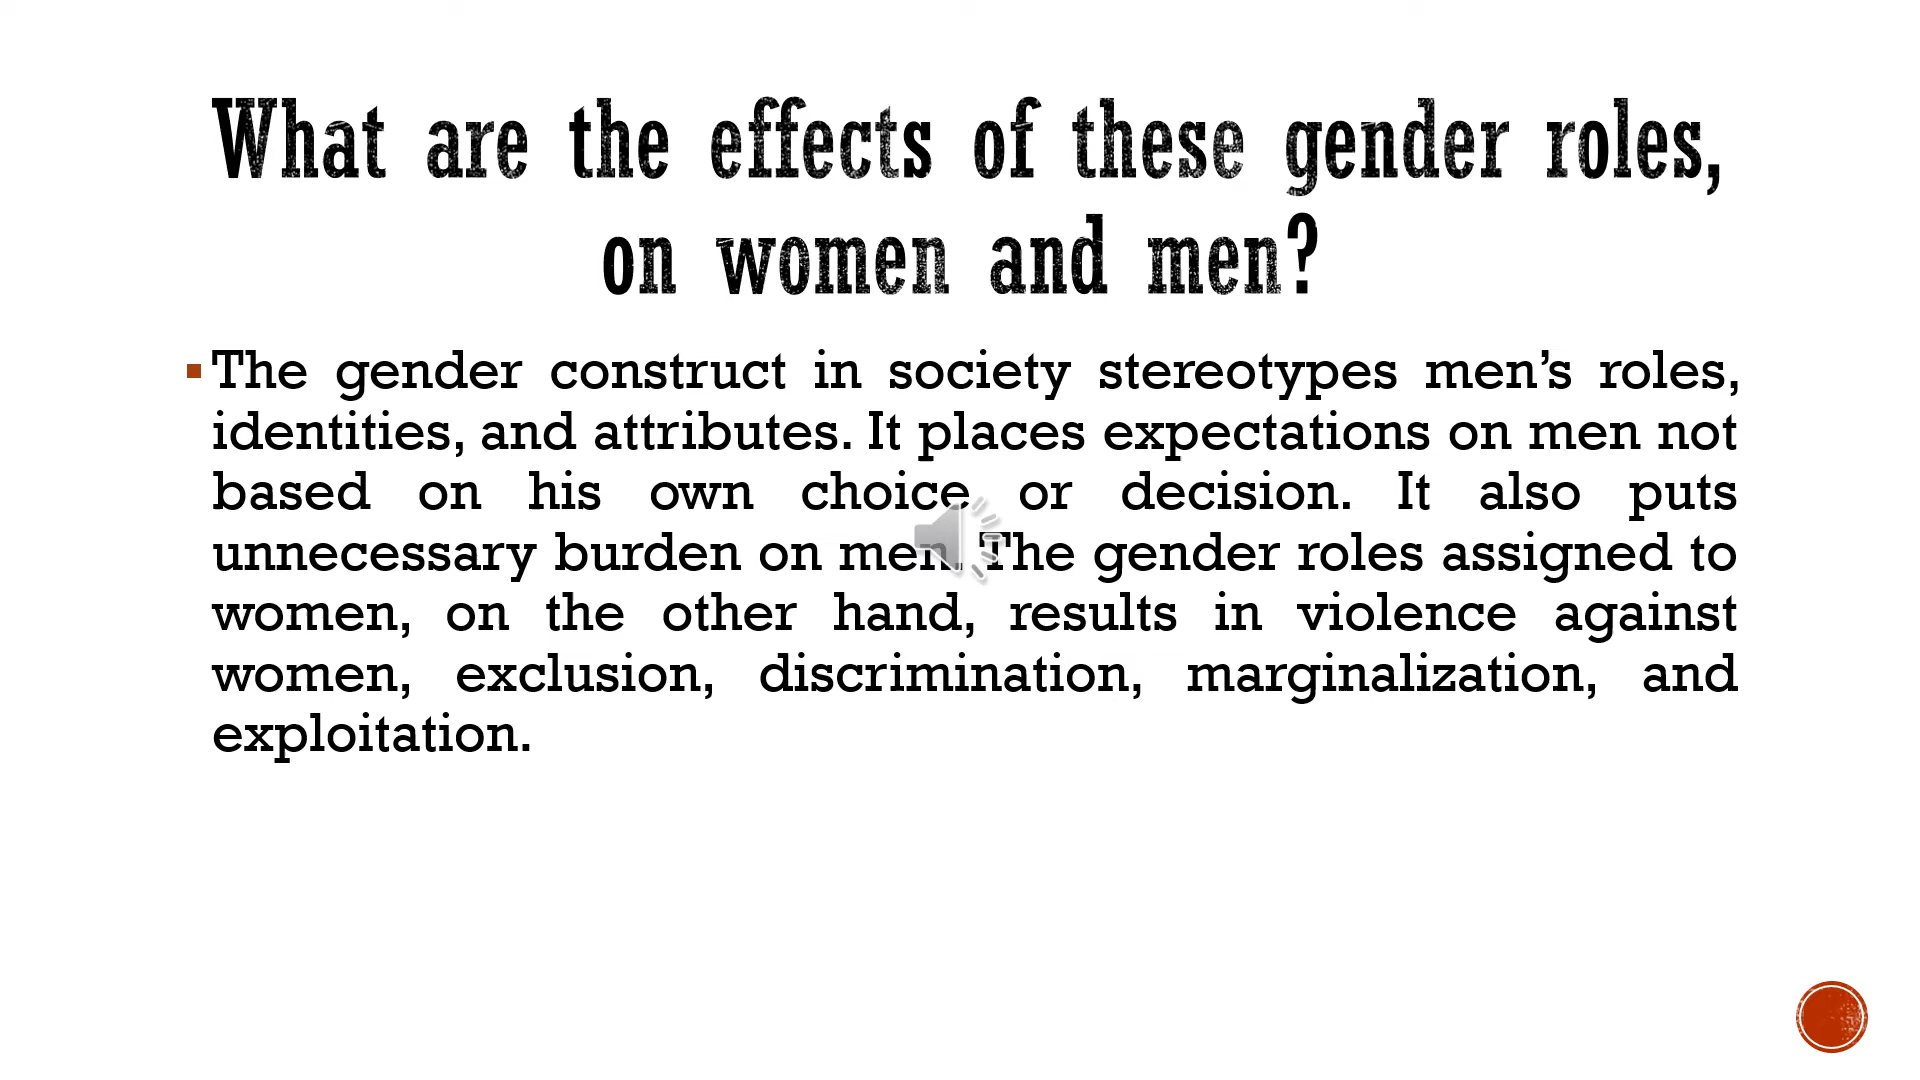 What are the effects of these gender roles,
on women and men?
The gender construct in society stereotypes men’s roles,
identities, and attributes. It places expectations on men not
based on his own choice or decision. It also puts
unnecessary burden on men. The gender roles assigned to
women, on the other hand, results in violence against
women, exclusion, discrimination, marginalization, and
exploitation.